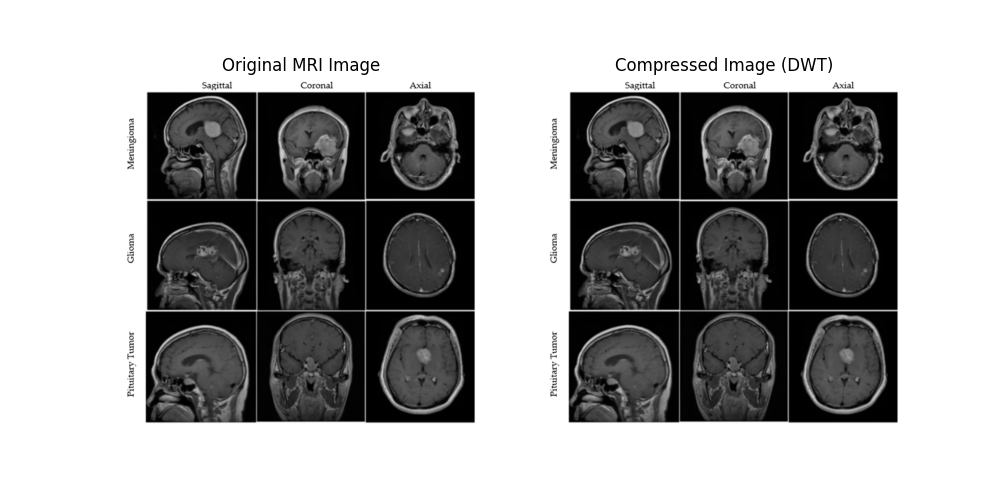 Original MRI Image
Sagittal Coronal Axial
Meningioma
Glioma
Pituitary Tumor
Compressed Image (DWT)
Sagittal Coronal Axial
Meningioma
Glioma
Pituitary Tumor